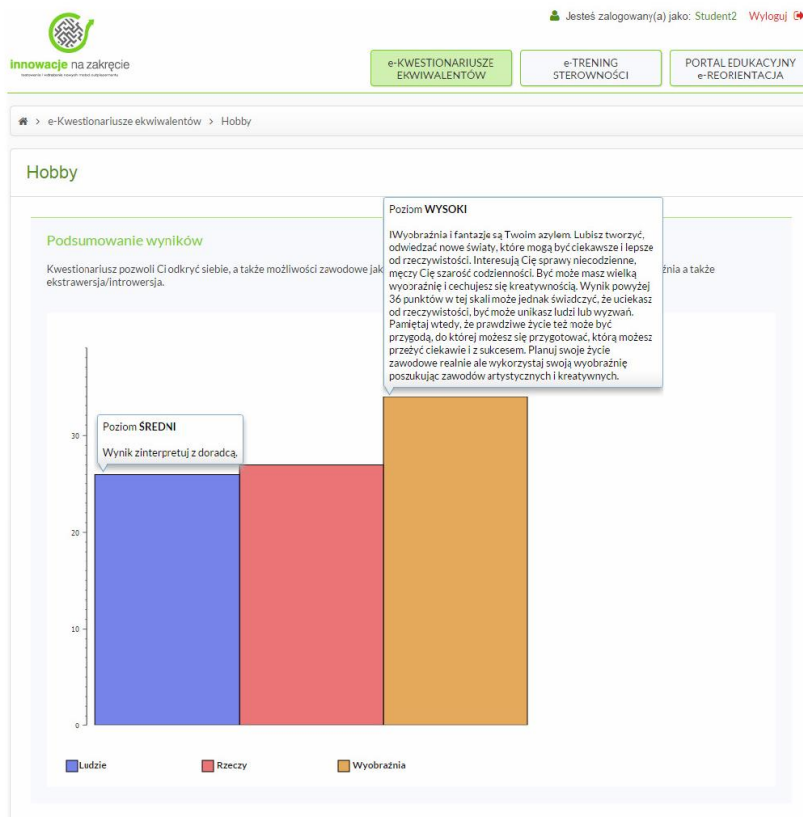 Jesteś zalogowany(a) jako: Student2 Wyloguj
innowacje na zakręcie
e-KWESTIONARIUSZE
EKWIWALENTÓW
e-TRENING
STEROWNOŚCI
PORTAL EDUKACYJNY
e-REORIENTACJA
> e-Kwestionariusze ekwiwalentów > Hobby
Hobby
Podsumowanie wyników
Kwestionariusz pozwoli Ci odkryć siebie, a także możliwości zawodowe jak
źnia a także
ekstrawersja/introwersja.
Poziom WYSOKI
IWyobraźnia i fantazje są Twoim azylem. Lubisz tworzyć,
odwiedzać nowe światy, które mogą być ciekawsze i lepsze
od rzeczywistości. Interesują Cię sprawy niecodzienne,
męczy Cię szarość codzienności. Być może masz wielką
wyobraźnię i cechujesz się kreatywnością. Wynik powyżej
36 punktów w tej skali może jednak świadczyć, że uciekasz
od rzeczywistości, być może unikasz ludzi lub wyzwań.
Pamiętaj wtedy, że prawdziwe życie też może być
przygodą, do której możesz się przygotować, którą możesz
przeżyć ciekawie i z sukcesem. Planuj swoje życie
zawodowe realnie ale wykorzystaj swoją wyobraźnię
poszukując zawodów artystycznych i kreatywnych.
Poziom ŚREDNI
Wynik zinterpretuj z doradcą.
30
20
10
0
Ludzie
Rzeczy
Wyobraźnia